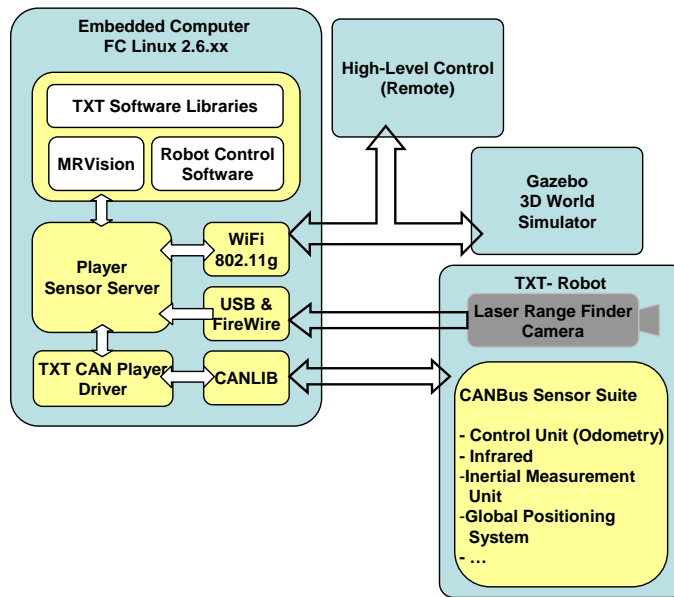 Embedded Computer
FC Linux 2.6.xx
TXT Software Libraries
MRVision
Robot Control
Software
Player
Sensor Server
WiFi
802.11g
USB &
FireWire
TXT CAN Player
Driver
CANLIB
High-Level Control
(Remote)
Gazebo
3D World
Simulator
TXT- Robot
Laser Range Finder
Camera
CANBus Sensor Suite
- Control Unit (Odometry)
- Infrared
-Inertial Measurement
Unit
-Global Positioning
System
- ...